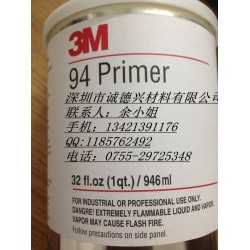 3M
94 Primer
深圳市诚德兴材料有限公司
联系人：余小姐
手机：13421391176
QQ:1185762492
电话：0755-29725348
32 fl.oz (1qt.) / 946ml
FOR INDUSTRIAL OR PROFESSIONAL USE ONLY.
DANGER! EXTREMELY FLAMMABLE LIQUID AND VAPOR.
VAPOR MAY CAUSE FLASH FIRE.
Follow precautions on side panel.